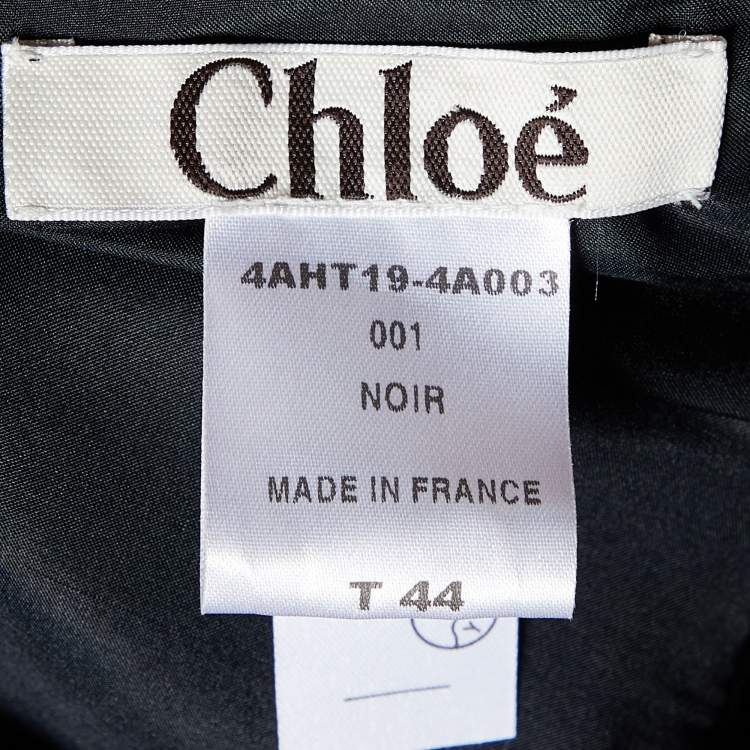 Chloé
4AHT19-4A003
001
NOIR
MADE IN FRANCE
T 44
Y